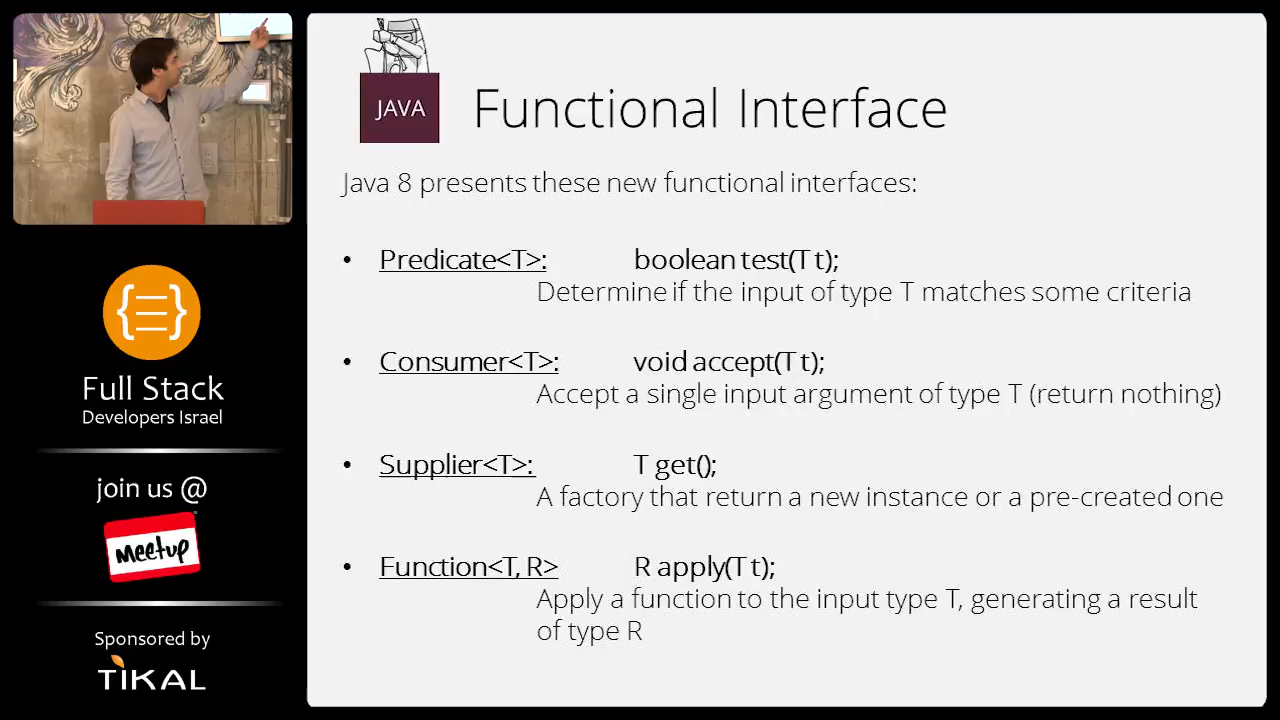 JAVA
Functional Interface
Java 8 presents these new functional interfaces:
• Predicate<T>: boolean test(T t);
Determine if the input of type T matches some criteria
• Consumer<T>: void accept(T t);
Accept a single input argument of type T (return nothing)
• Supplier<T>: T get();
A factory that return a new instance or a pre-created one
• Function<T, R> R apply(T t);
Apply a function to the input type T, generating a result
of type R
{☰}
Full Stack
Developers Israel
join us @
meetup
Sponsored by
TIKAL